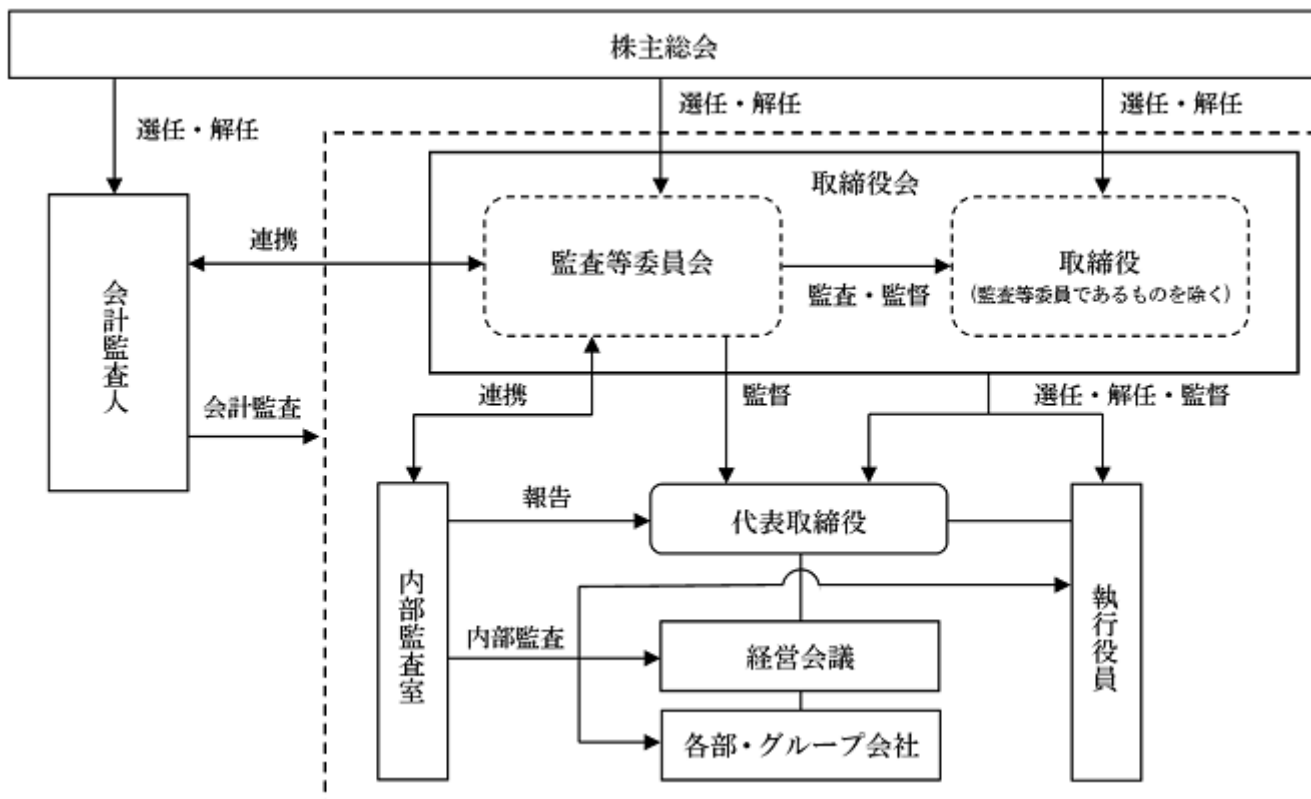 株主総会
選任・解任
選任・解任
選任・解任
取締役会
監査等委員会
取締役
(監査等委員であるものを除く)
連携
監査・監督
会計監査人
会計監査
連携
監督
選任・解任・監督
報告
代表取締役
内部監査室
内部監査
経営会議
各部・グループ会社
執行役員